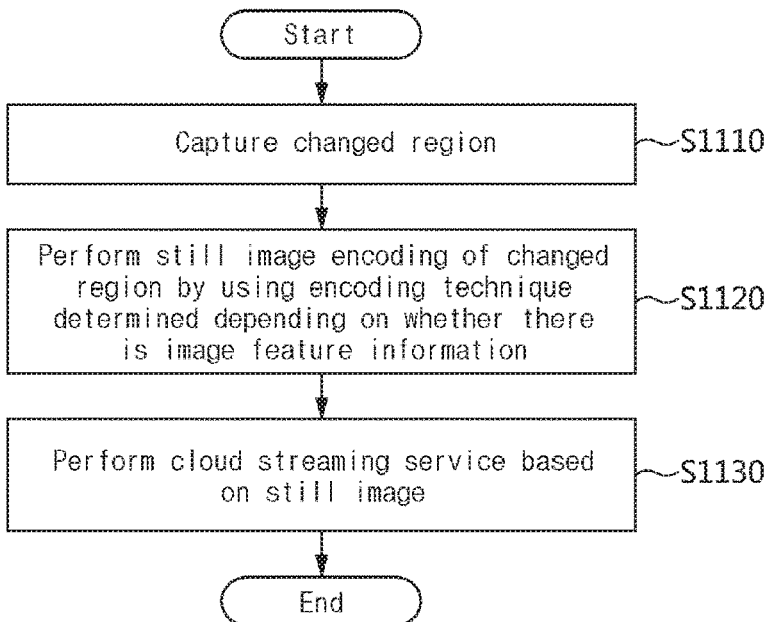 Start
Capture changed region
S1110
Perform still image encoding of changed
region by using encoding technique
determined depending on whether there
is image feature information
S1120
Perform cloud streaming service based
on still image
S1130
End